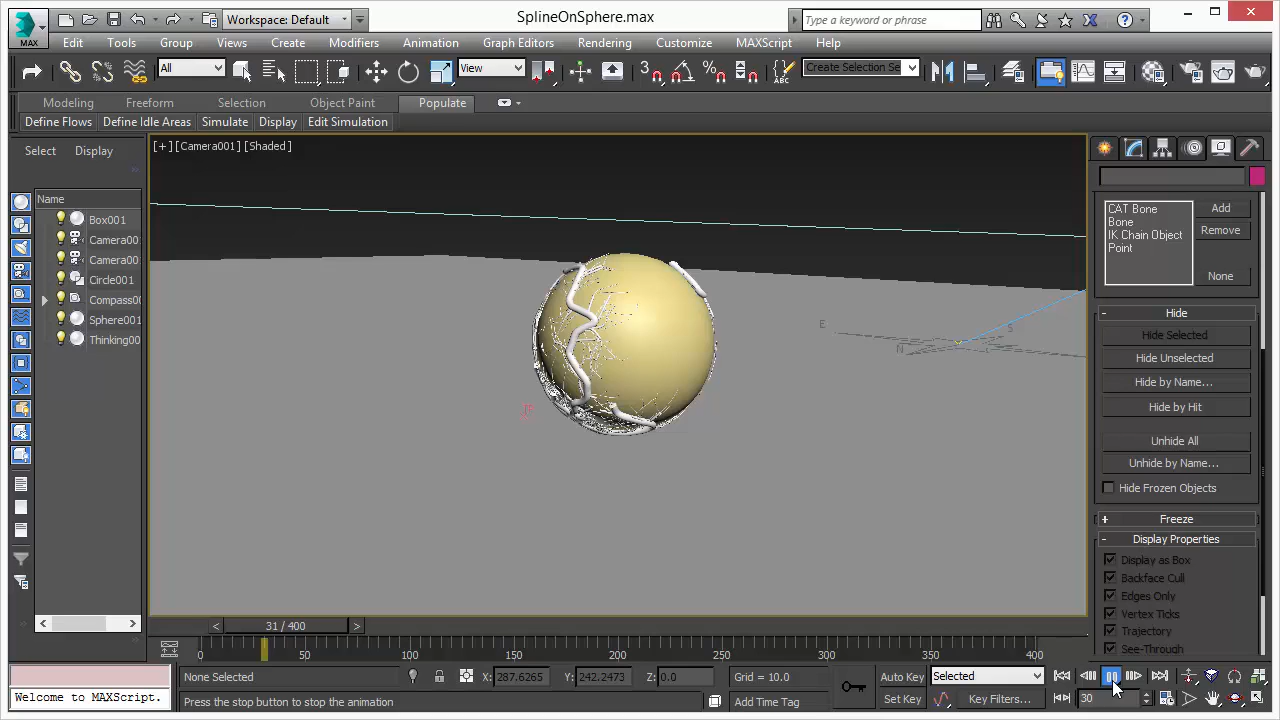 MAX
Workspace: Default
SplineOnSphere.max
Type a keyword or phrase
Edit Tools Group Views Create Modifiers Animation Graph Editors Rendering Customize MAXScript Help
All
View
3
ABC
Create Selection Se
Modeling Freeform Selection Object Paint Populate
Define Flows Define Idle Areas Simulate Display Edit Simulation
Select Display
[+] [Camera001] [Shaded]
Name
Box001
Camera00
Camera00
Circle001
Compass00
Sphere001
Thinking00
E
S
N
CAT Bone
Bone
IK Chain Object
Point
Add
Remove
None
- Hide
Hide Selected
Hide Unselected
Hide by Name...
Hide by Hit
Unhide All
Unhide by Name...
Hide Frozen Objects
+ Freeze
- Display Properties
Display as Box
Backface Cull
Edges Only
Vertex Ticks
Trajectory
See-Through
< 31 / 400 >
0 50 100 150 200 250 300 350 400
None Selected
X: 287.6265 Y: 242.2473 Z: 0.0
Grid = 10.0
Auto Key
Selected
Welcome to MAXScript.
Press the stop button to stop the animation
Add Time Tag
Set Key
Key Filters...
30